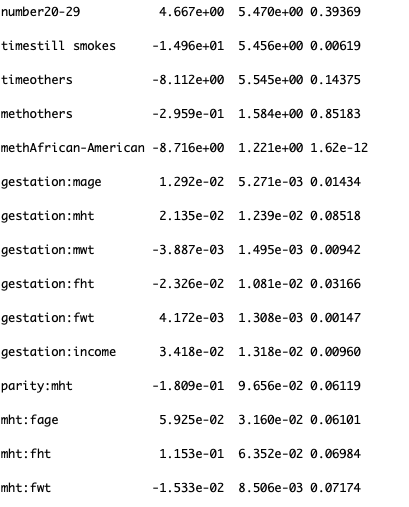 number20-29 4.667e+00 5.470e+00 0.39369
timestill smokes -1.496e+01 5.456e+00 0.00619
timeothers -8.112e+00 5.545e+00 0.14375
methothers -2.959e-01 1.584e+00 0.85183
methAfrican-American -8.716e+00 1.221e+00 1.62e-12
gestation:mage 1.292e-02 5.271e-03 0.01434
gestation:mht 2.135e-02 1.239e-02 0.08518
gestation:mwt -3.887e-03 1.495e-03 0.00942
gestation:fht -2.326e-02 1.081e-02 0.03166
gestation:fwt 4.172e-03 1.308e-03 0.00147
gestation:income 3.418e-02 1.318e-02 0.00960
parity:mht -1.809e-01 9.656e-02 0.06119
mht:fage 5.925e-02 3.160e-02 0.06101
mht:fht 1.153e-01 6.352e-02 0.06984
mht:fwt -1.533e-02 8.506e-03 0.07174